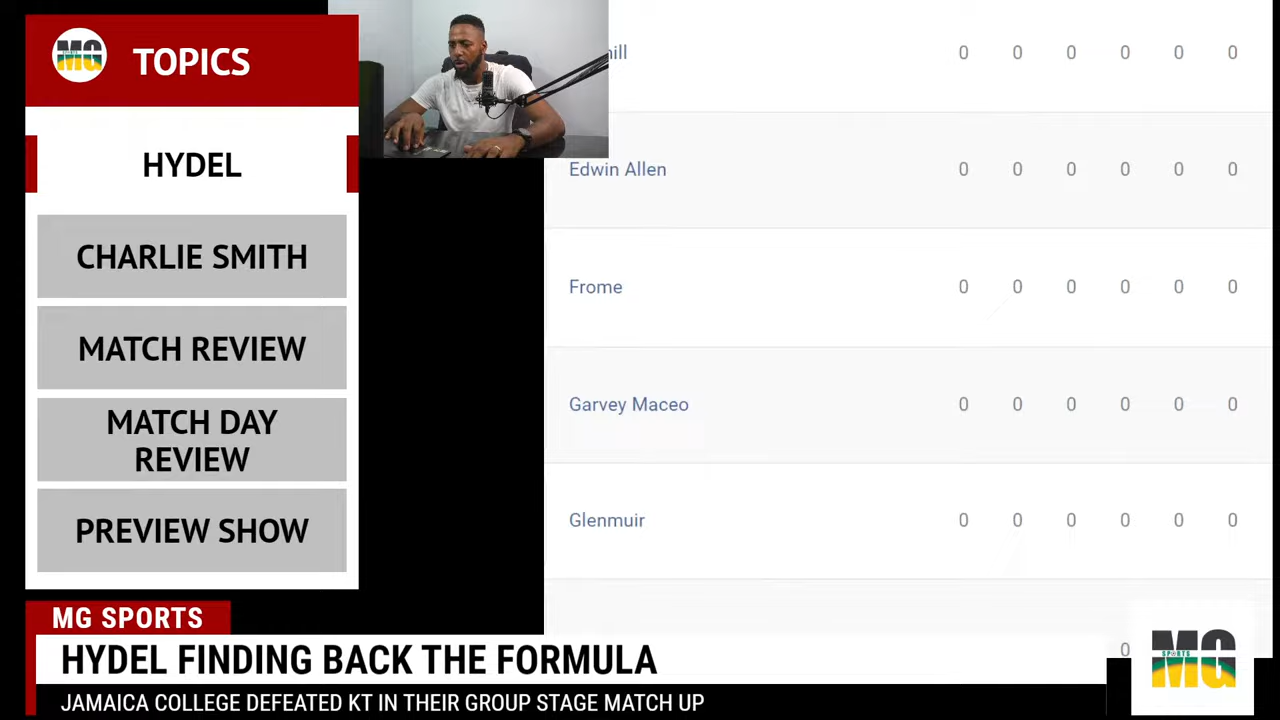 MG
SPORTS
TOPICS
HYDEL
CHARLIE SMITH
MATCH REVIEW
MATCH DAY
REVIEW
PREVIEW SHOW
0 0 0 0 0 0
Edwin Allen 0 0 0 0 0 0
Frome 0 0 0 0 0 0
Garvey Maceo 0 0 0 0 0 0
Glenmuir 0 0 0 0 0 0
0
MG SPORTS
HYDEL FINDING BACK THE FORMULA
JAMAICA COLLEGE DEFEATED KT IN THEIR GROUP STAGE MATCH UP
MG
SPORTS